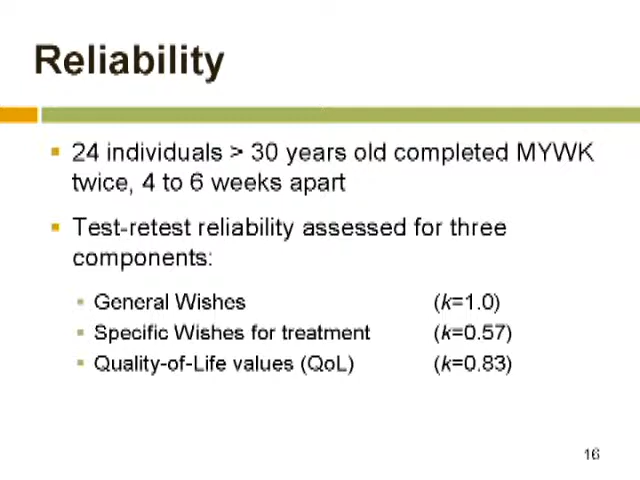 Reliability
24 individuals > 30 years old completed MYWK
twice, 4 to 6 weeks apart
Test-retest reliability assessed for three
components:
General Wishes (k=1.0)
Specific Wishes for treatment (k=0.57)
Quality-of-Life values (QoL) (k=0.83)
16